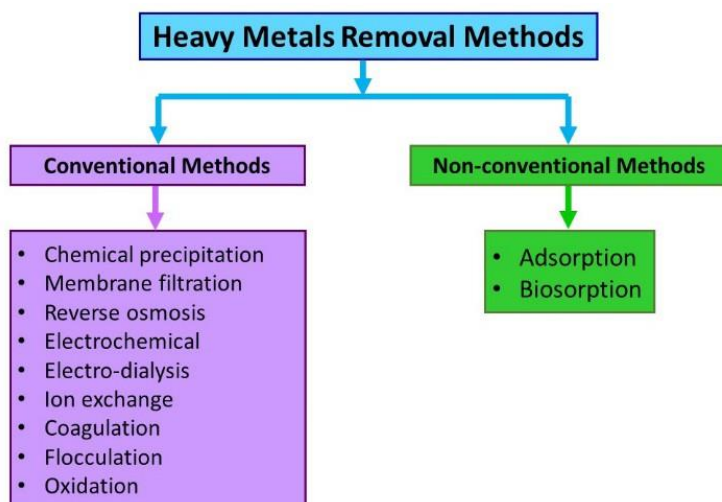 Heavy Metals Removal Methods
Conventional Methods
• Chemical precipitation
• Membrane filtration
• Reverse osmosis
• Electrochemical
• Electro-dialysis
• Ion exchange
• Coagulation
• Flocculation
• Oxidation
Non-conventional Methods
• Adsorption
• Biosorption